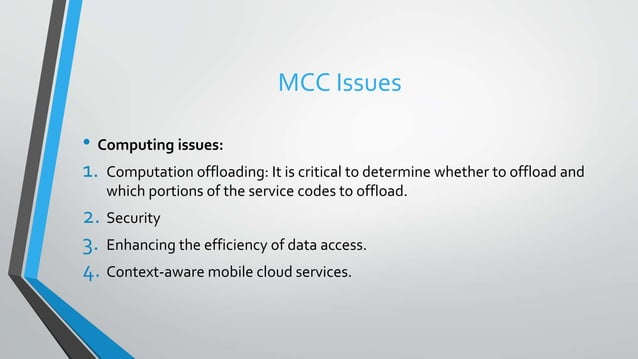 MCC Issues
• Computing issues:
1. Computation offloading: It is critical to determine whether to offload and
which portions of the service codes to offload.
2. Security
3. Enhancing the efficiency of data access.
4. Context-aware mobile cloud services.